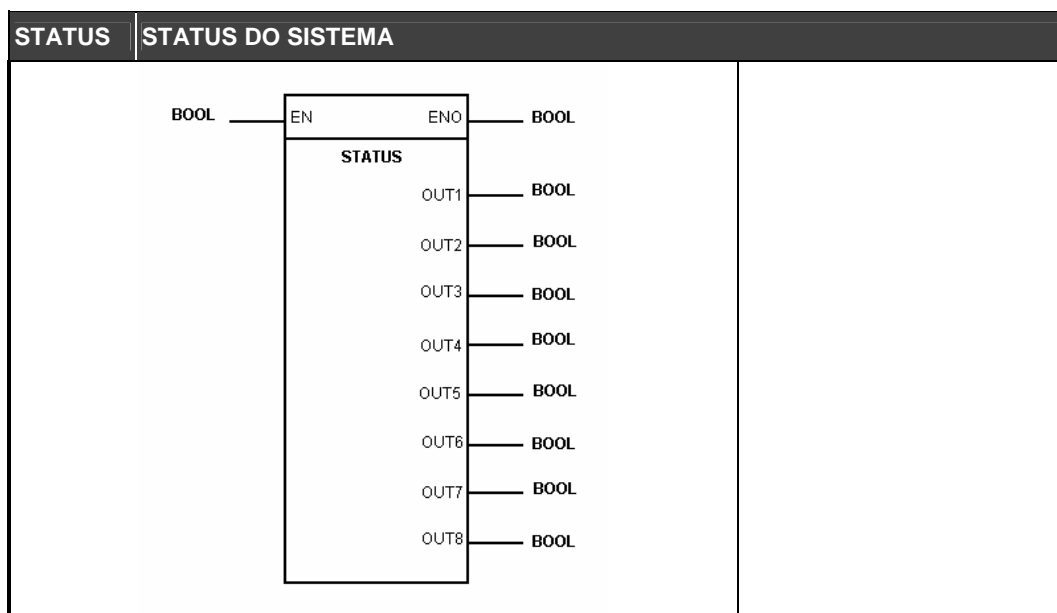 STATUS STATUS DO SISTEMA
BOOL EN ENO BOOL
STATUS
OUT1 BOOL
OUT2 BOOL
OUT3 BOOL
OUT4 BOOL
OUT5 BOOL
OUT6 BOOL
OUT7 BOOL
OUT8 BOOL